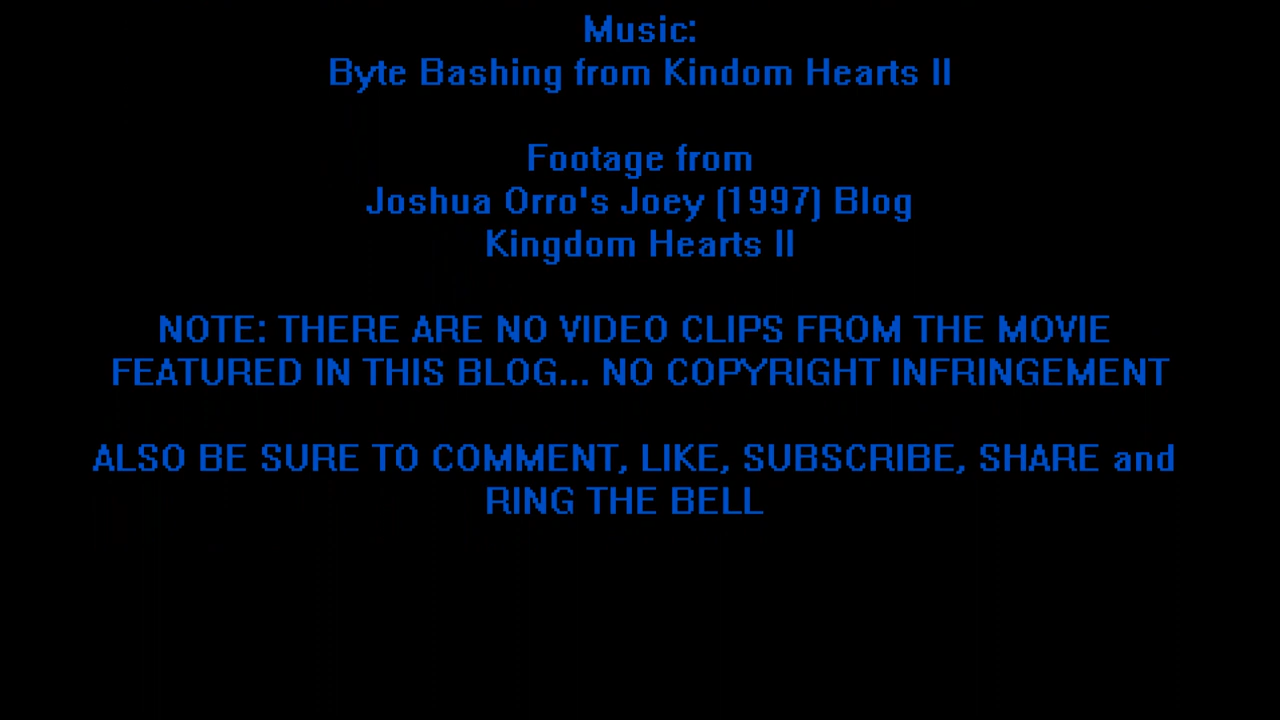 Music:
Byte Bashing from Kindom Hearts II
Footage from
Joshua Orro's Joey (1997) Blog
Kingdom Hearts II
NOTE: THERE ARE NO VIDEO CLIPS FROM THE MOVIE
FEATURED IN THIS BLOG... NO COPYRIGHT INFRINGEMENT
ALSO BE SURE TO COMMENT, LIKE, SUBSCRIBE, SHARE and
RING THE BELL